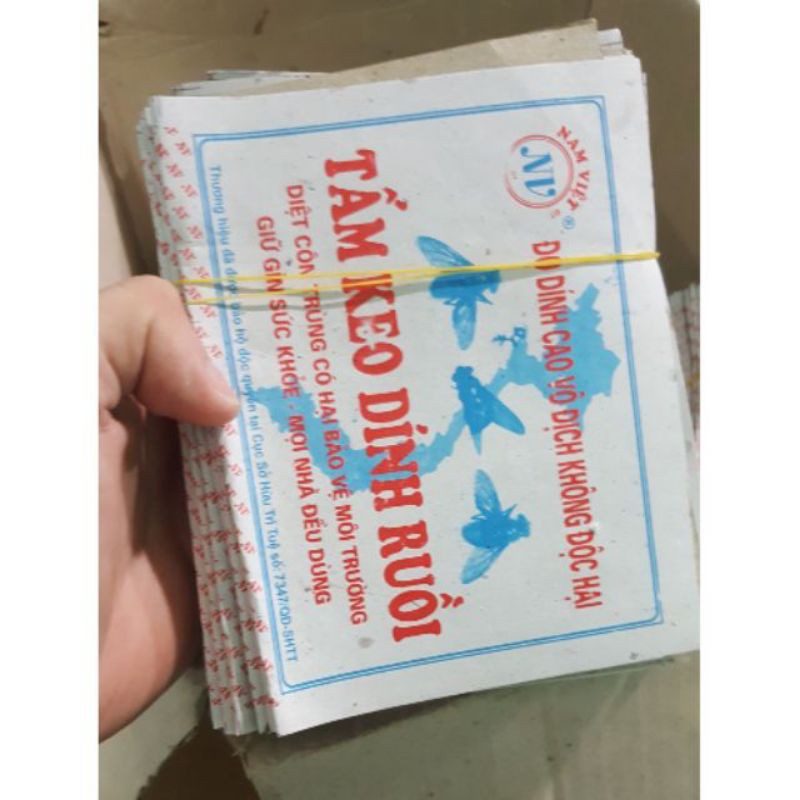 NAM VIỆT ®
NV
ĐỘ DÍNH CAO VÔ ĐỊCH KHÔNG ĐỘC HẠI
TẤM KEO DÍNH RUỒI
DIỆT CÔN TRÙNG CÓ HẠI BẢO VỆ MÔI TRƯỜNG
GIỮ GÌN SỨC KHỎE - MỌI NHÀ ĐỀU DÙNG
Thương hiệu đã được bảo hộ độc quyền tại Cục Sở Hữu Trí Tuệ số: 7347/QĐ-SHTT